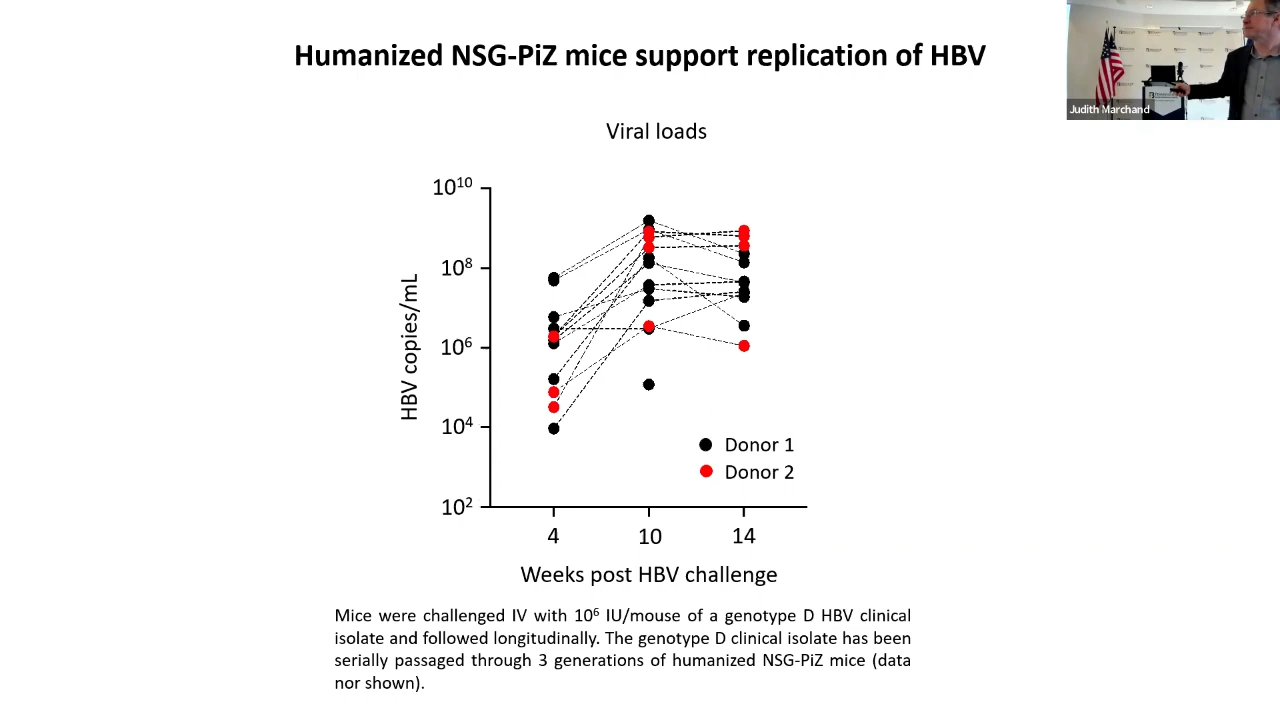 Humanized NSG-PiZ mice support replication of HBV
Judith Marchand
Viral loads
10¹⁰
10⁸
10⁶
10⁴
10²
HBV copies/mL
Donor 1
Donor 2
4 10 14
Weeks post HBV challenge
Mice were challenged IV with 10⁶ IU/mouse of a genotype D HBV clinical
isolate and followed longitudinally. The genotype D clinical isolate has been
serially passaged through 3 generations of humanized NSG-PiZ mice (data
nor shown).